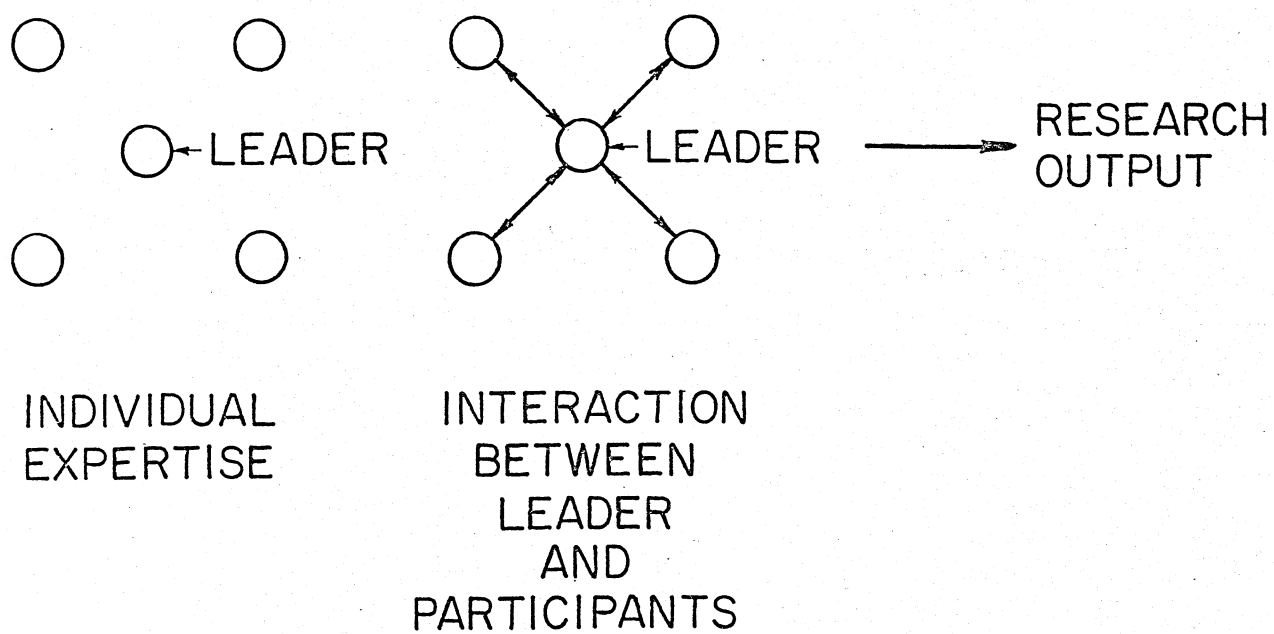 LEADER
LEADER
RESEARCH
OUTPUT
INDIVIDUAL
EXPERTISE
INTERACTION
BETWEEN
LEADER
AND
PARTICIPANTS